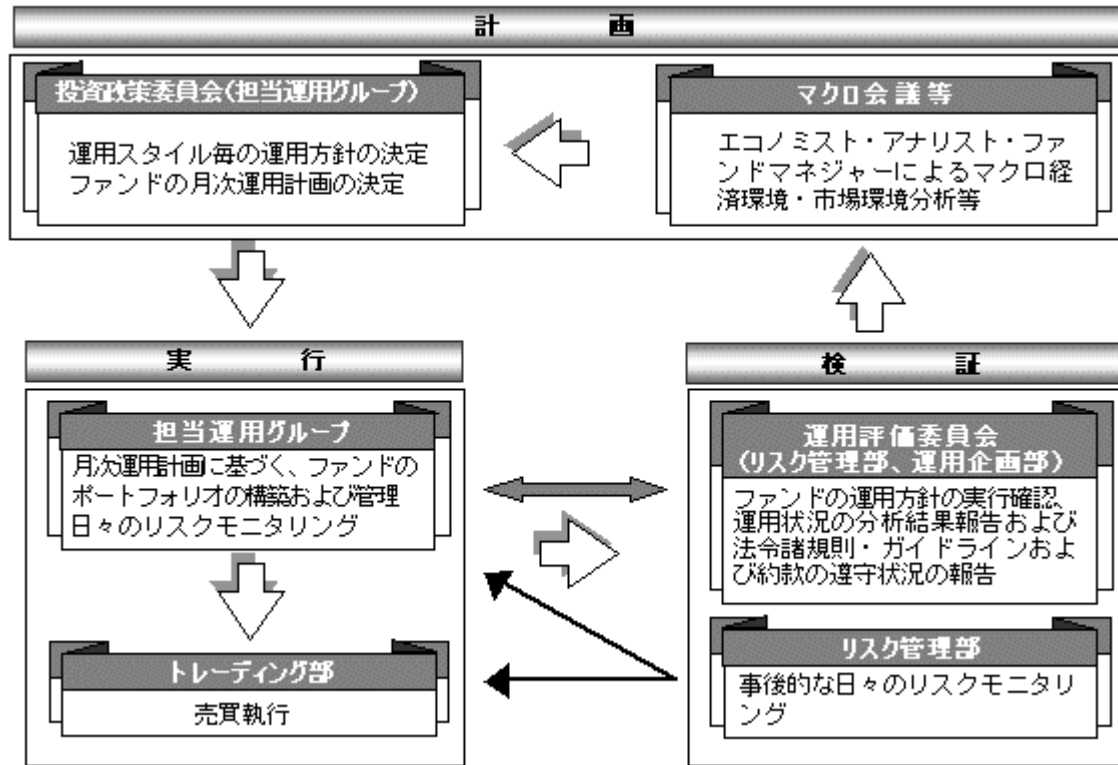 計画
投資政策委員会(担当運用グループ)
運用スタイル毎の運用方針の決定
ファンドの月次運用計画の決定
マクロ会議等
エコノミスト・アナリスト・ファ
ンドマネジャーによるマクロ経
済環境・市場環境分析等
実行
担当運用グループ
月次運用計画に基づく、ファンドの
ポートフォリオの構築および管理
日々のリスクモニタリング
トレーディング部
売買執行
検証
運用評価委員会
(リスク管理部、運用企画部)
ファンドの運用方針の実行確認、
運用状況の分析結果報告および
法令諸規則・ガイドラインおよ
び約款の遵守状況の報告
リスク管理部
事後的な日々のリスクモニタリ
ング